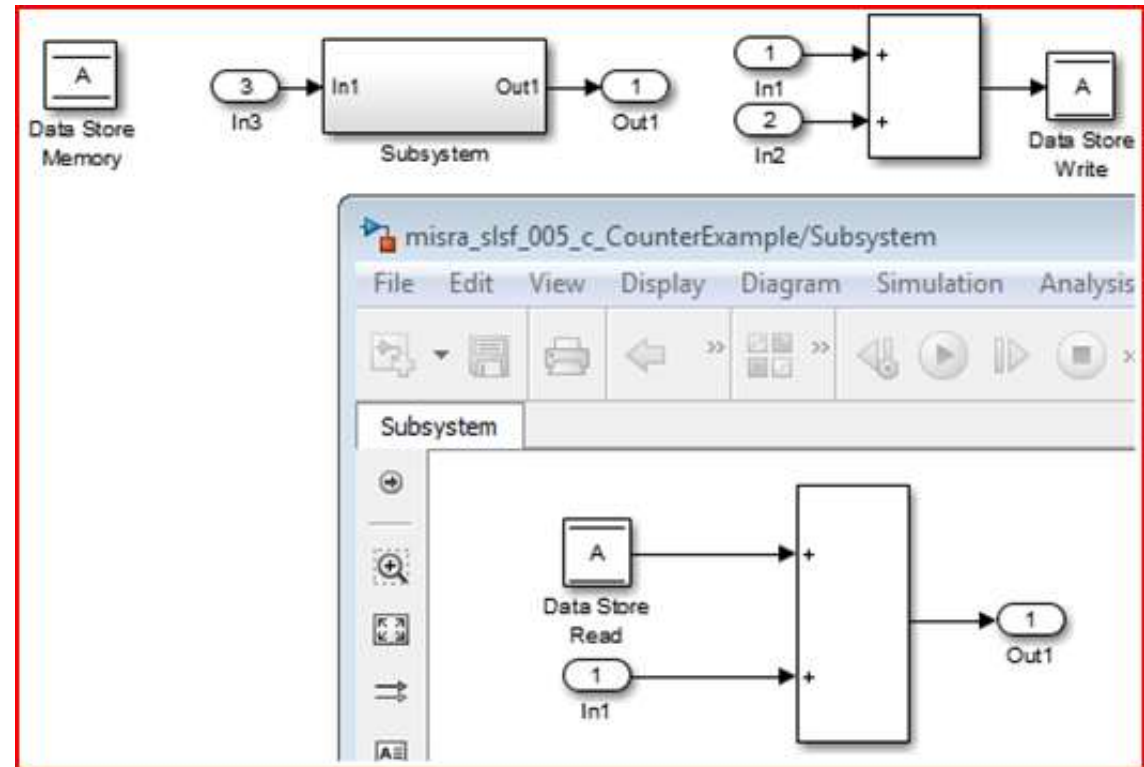 A
Data Store
Memory
3
In3
In1
Out1
Subsystem
1
Out1
1
In1
2
In2
+
+
A
Data Store
Write
misra_slsf_005_c_CounterExample/Subsystem
File Edit View Display Diagram Simulation Analysis
Subsystem
A
Data Store
Read
1
In1
+
+
1
Out1